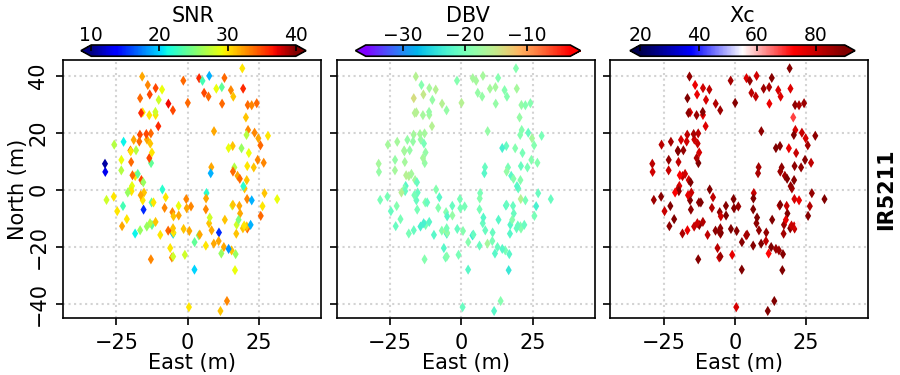 SNR DBV Xc
10 20 30 40 −30 −20 −10 20 40 60 80
North (m)
40
20
0
−20
−40
−25 0 25 −25 0 25 −25 0 25
East (m) East (m) East (m)
IR5211